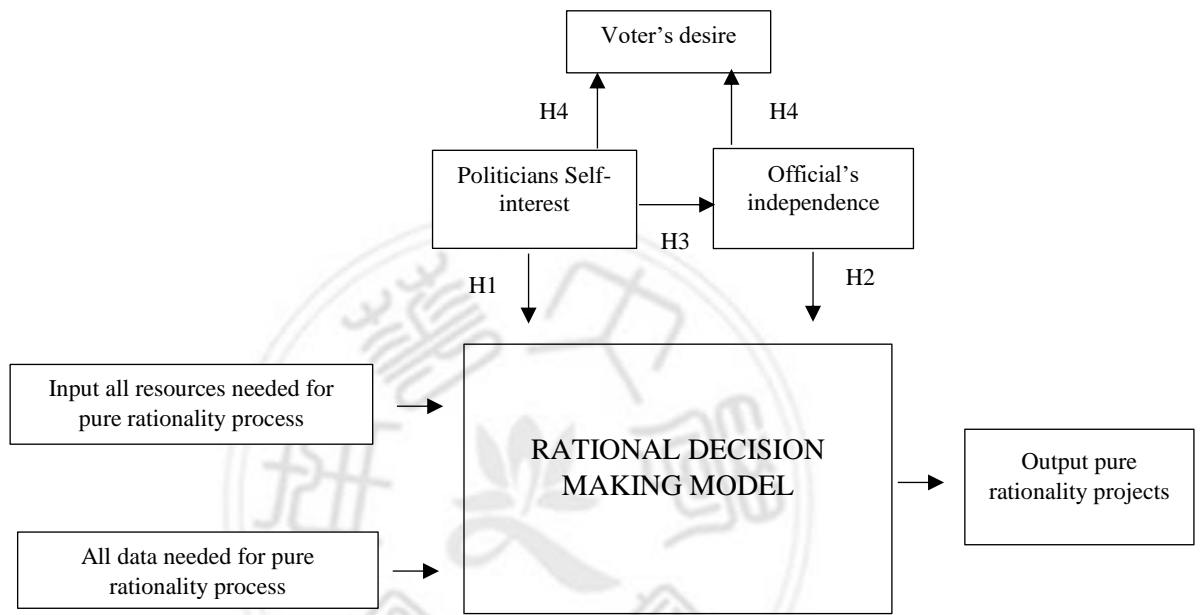 Voter's desire
H4
H4
Politicians Self-
interest
Official's
independence
H3
H1
H2
Input all resources needed for
pure rationality process
RATIONAL DECISION
MAKING MODEL
Output pure
rationality projects
All data needed for pure
rationality process